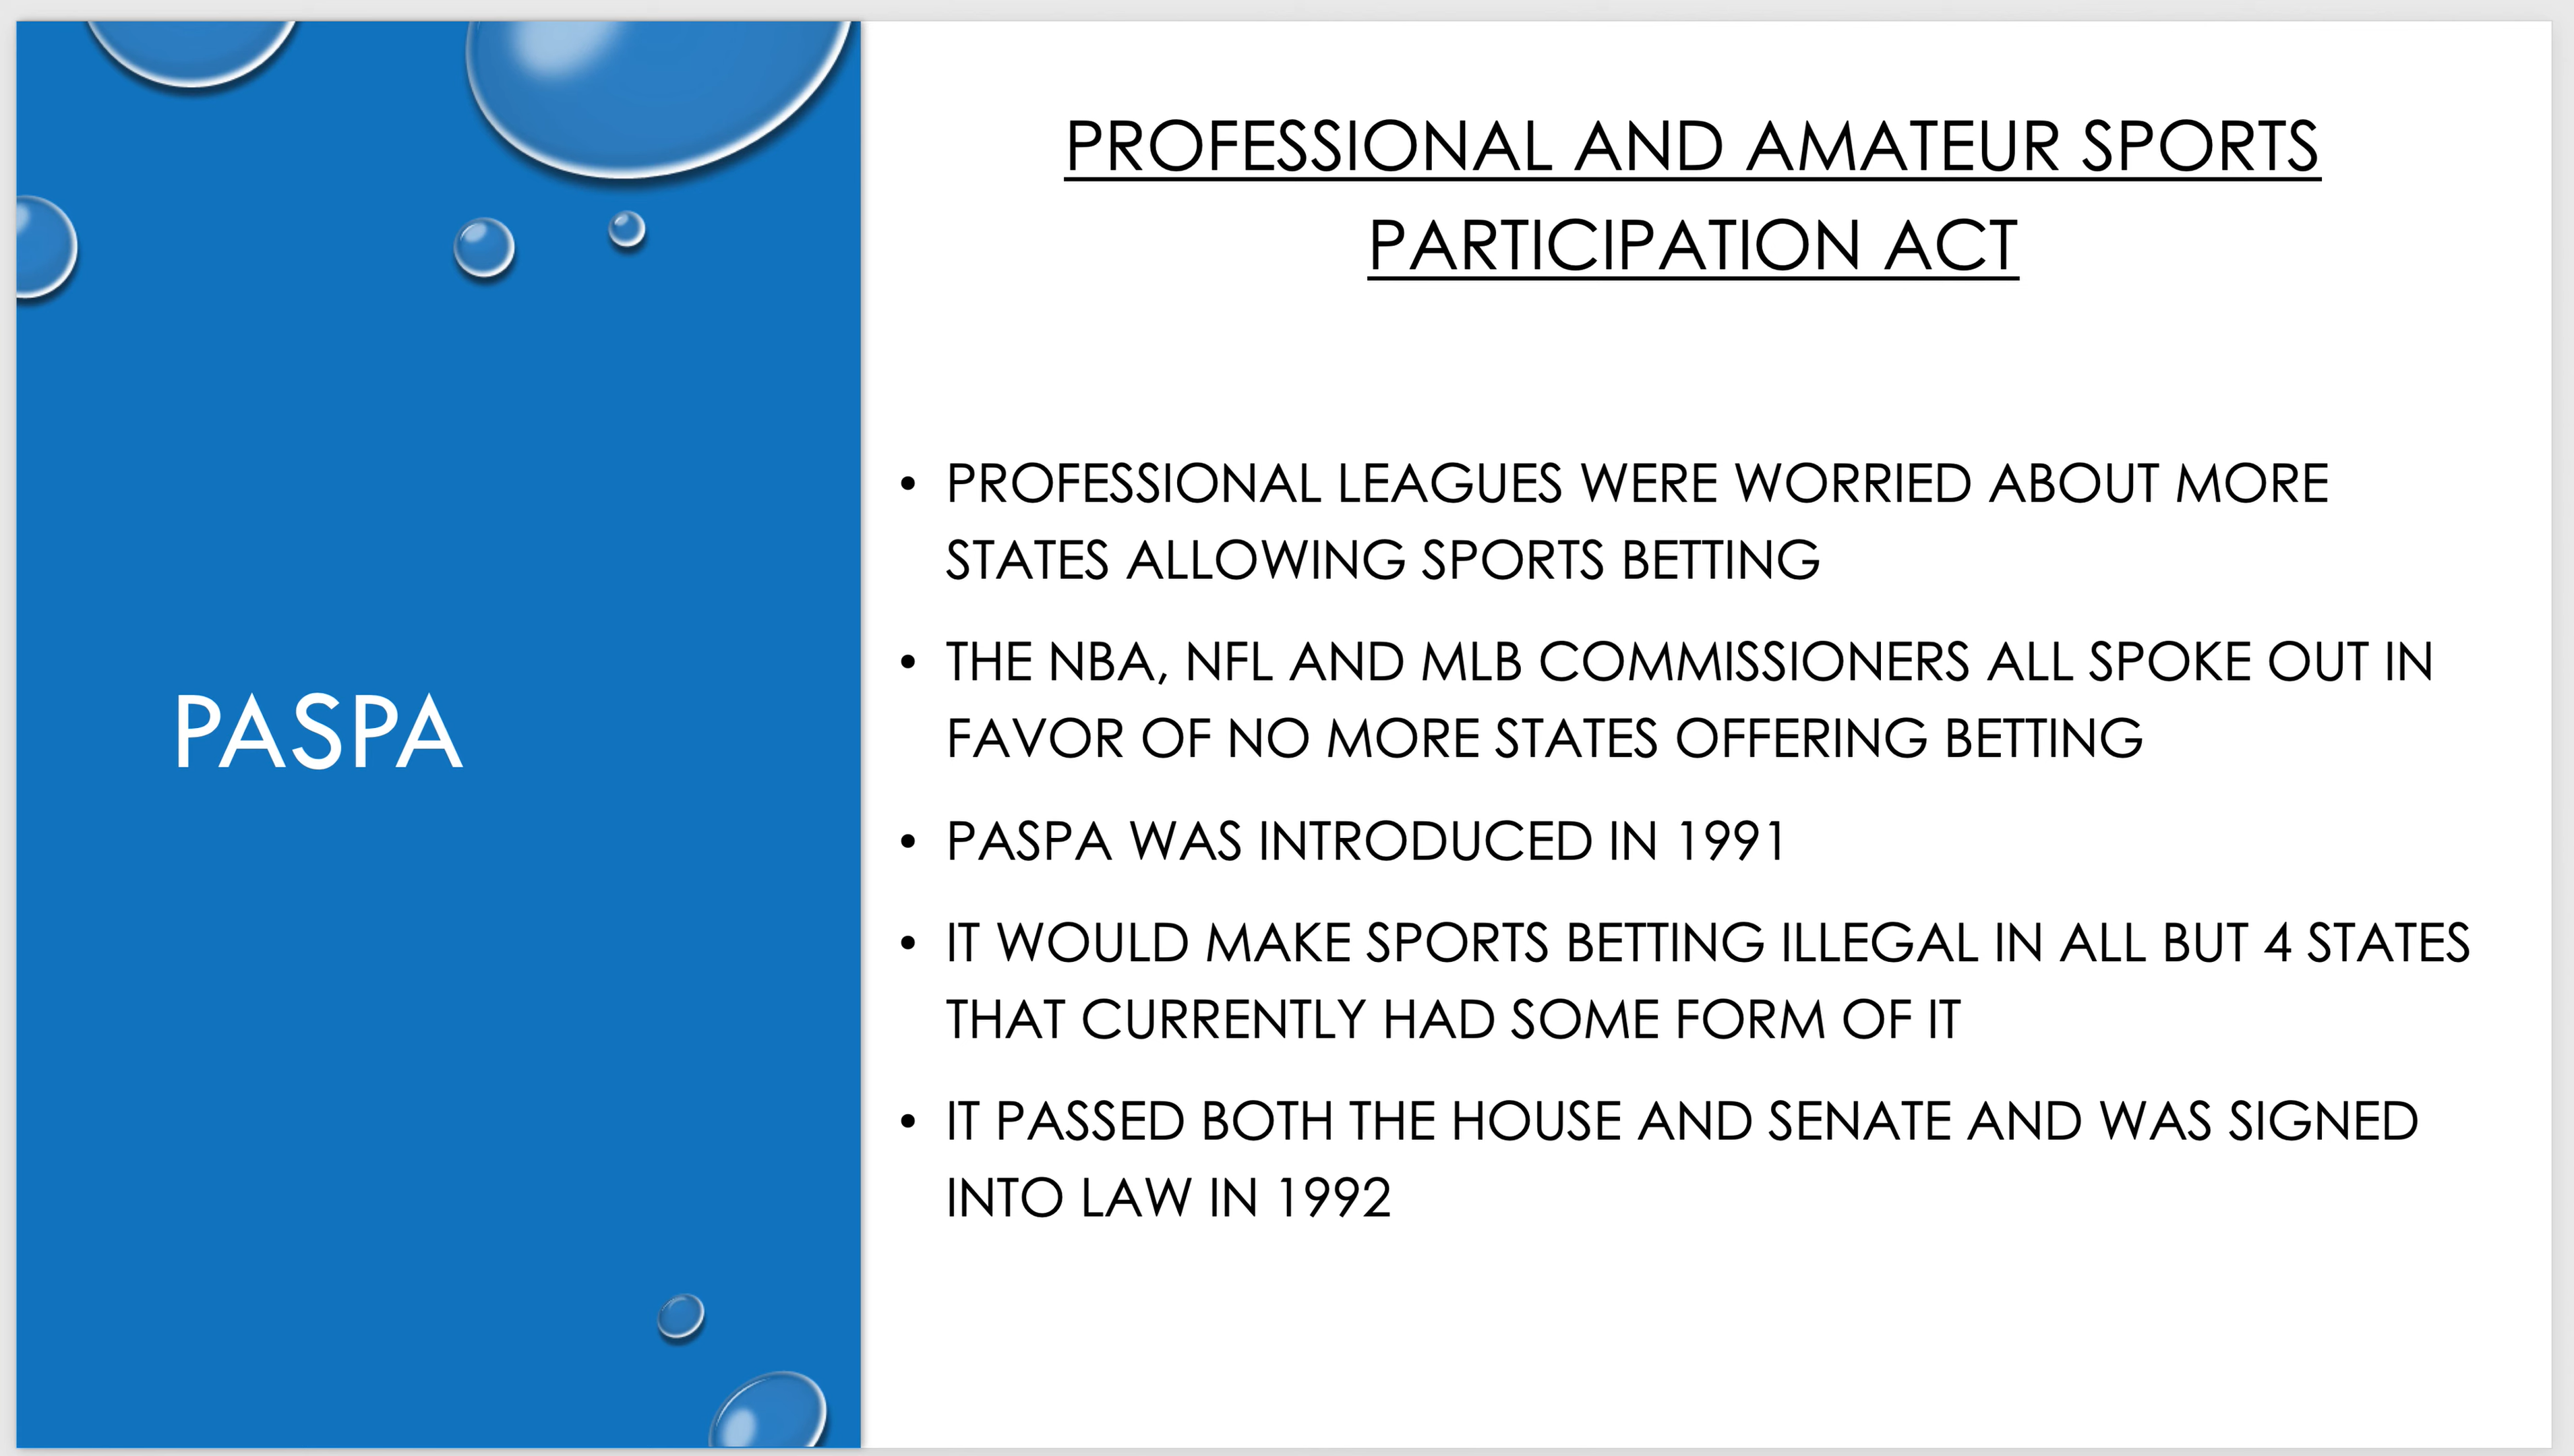 PASPA
PROFESSIONAL AND AMATEUR SPORTS
PARTICIPATION ACT
• PROFESSIONAL LEAGUES WERE WORRIED ABOUT MORE
STATES ALLOWING SPORTS BETTING
• THE NBA, NFL AND MLB COMMISSIONERS ALL SPOKE OUT IN
FAVOR OF NO MORE STATES OFFERING BETTING
• PASPA WAS INTRODUCED IN 1991
• IT WOULD MAKE SPORTS BETTING ILLEGAL IN ALL BUT 4 STATES
THAT CURRENTLY HAD SOME FORM OF IT
• IT PASSED BOTH THE HOUSE AND SENATE AND WAS SIGNED
INTO LAW IN 1992